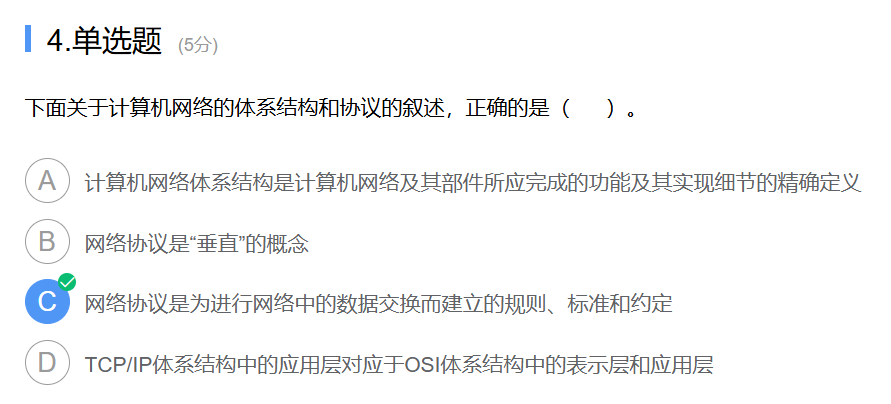 4.单选题 (5分)
下面关于计算机网络的体系结构和协议的叙述，正确的是（　　）。
A 计算机网络体系结构是计算机网络及其部件所应完成的功能及其实现细节的精确定义
B 网络协议是“垂直”的概念
C 网络协议是为进行网络中的数据交换而建立的规则、标准和约定
D TCP/IP体系结构中的应用层对应于OSI体系结构中的表示层和应用层